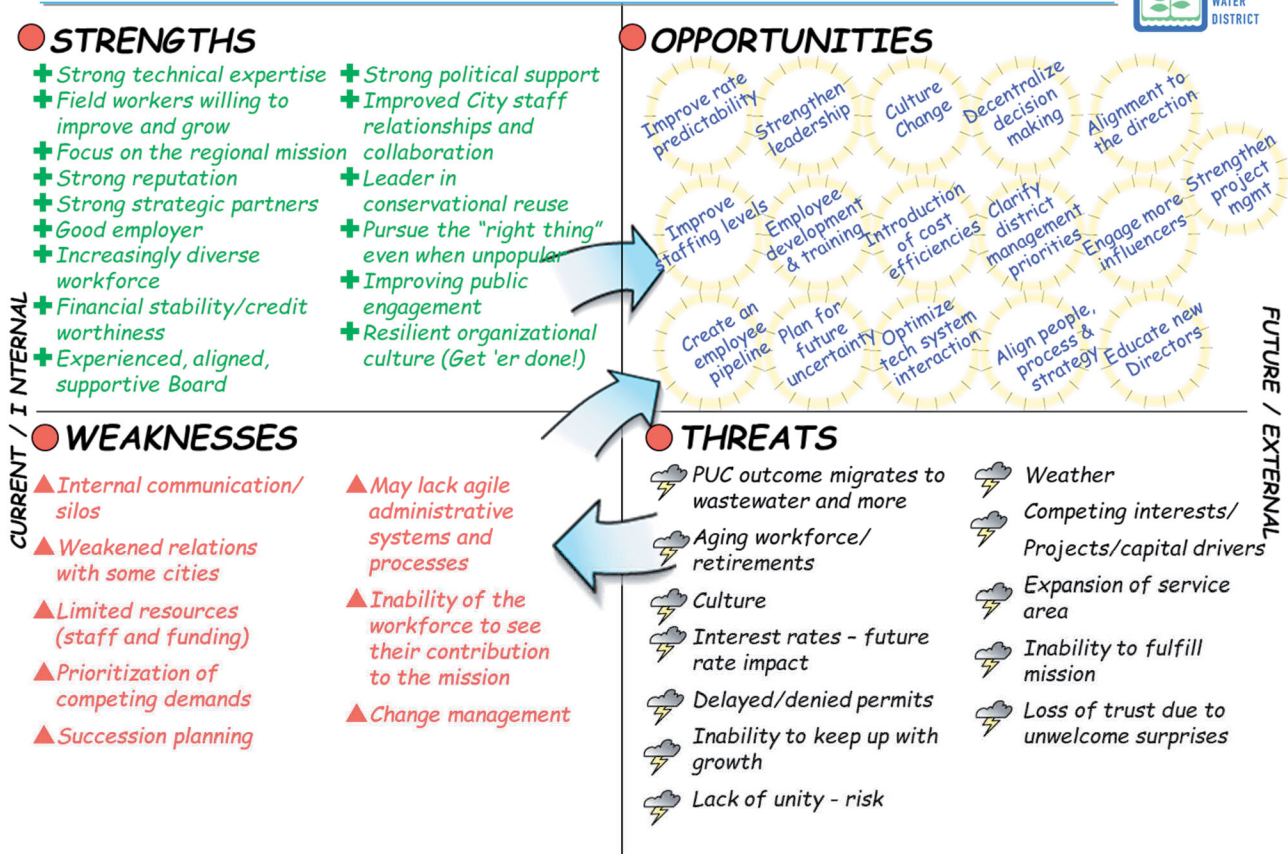 WATER
DISTRICT
STRENGTHS
Strong technical expertise
Field workers willing to
improve and grow
Focus on the regional mission
Strong reputation
Strong strategic partners
Good employer
Increasingly diverse
workforce
Financial stability/credit
worthiness
Experienced, aligned,
supportive Board
Strong political support
Improved City staff
relationships and
collaboration
Leader in
conservational reuse
Pursue the “right thing”
even when unpopular
Improving public
engagement
Resilient organizational
culture (Get ‘er done!)
OPPORTUNITIES
Improve rate
predictability
Strengthen
leadership
Culture
Change
Decentralize
decision
making
Alignment to
the direction
Strengthen
project
mgmt
Improve
staffing levels
Employee
development
& training
Introduction
of cost
efficiencies
Clarify
district
management
priorities
Engage more
influencers
Create an
employee
pipeline
Plan for
future
uncertainty
Optimize
tech system
interaction
Align people,
process &
strategy
Educate new
Directors
CURRENT / INTERNAL
FUTURE / EXTERNAL
WEAKNESSES
Internal communication/
silos
Weakened relations
with some cities
Limited resources
(staff and funding)
Prioritization of
competing demands
Succession planning
May lack agile
administrative
systems and
processes
Inability of the
workforce to see
their contribution
to the mission
Change management
THREATS
PUC outcome migrates to
wastewater and more
Aging workforce/
retirements
Culture
Interest rates – future
rate impact
Delayed/denied permits
Inability to keep up with
growth
Lack of unity - risk
Weather
Competing interests/
Projects/capital drivers
Expansion of service
area
Inability to fulfill
mission
Loss of trust due to
unwelcome surprises